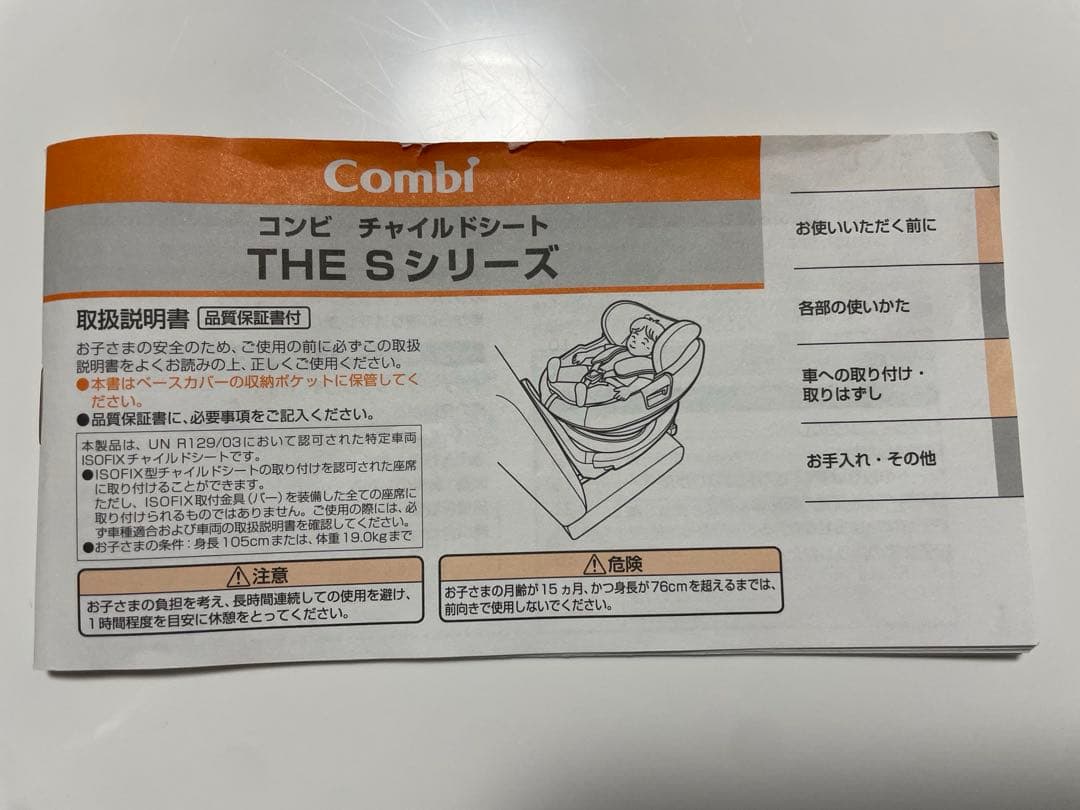 Combi
コンビ　チャイルドシート
THE Sシリーズ
取扱説明書 品質保証書付
お子さまの安全のため、ご使用の前に必ずこの取扱
説明書をよくお読みの上、正しくご使用ください。
●本書はベースカバーの収納ポケットに保管してく
ださい。
●品質保証書に、必要事項をご記入ください。
本製品は、UN R129/03において認可された特定車両
ISOFIXチャイルドシートです。
●ISOFIX型チャイルドシートの取り付けを認可された座席
に取り付けることができます。
ただし、ISOFIX取付金具（バー）を装備した全ての座席に
取り付けられるものではありません。ご使用の際には、必
ず車種適合および車両の取扱説明書を確認してください。
●お子さまの条件：身長105cmまたは、体重19.0kgまで
⚠注意
お子さまの負担を考え、長時間連続しての使用を避け、
1時間程度を目安に休憩をとってください。
⚠危険
お子さまの月齢が15ヵ月、かつ身長が76cmを超えるまでは、
前向きで使用しないでください。
お使いいただく前に
各部の使いかた
車への取り付け・
取りはずし
お手入れ・その他